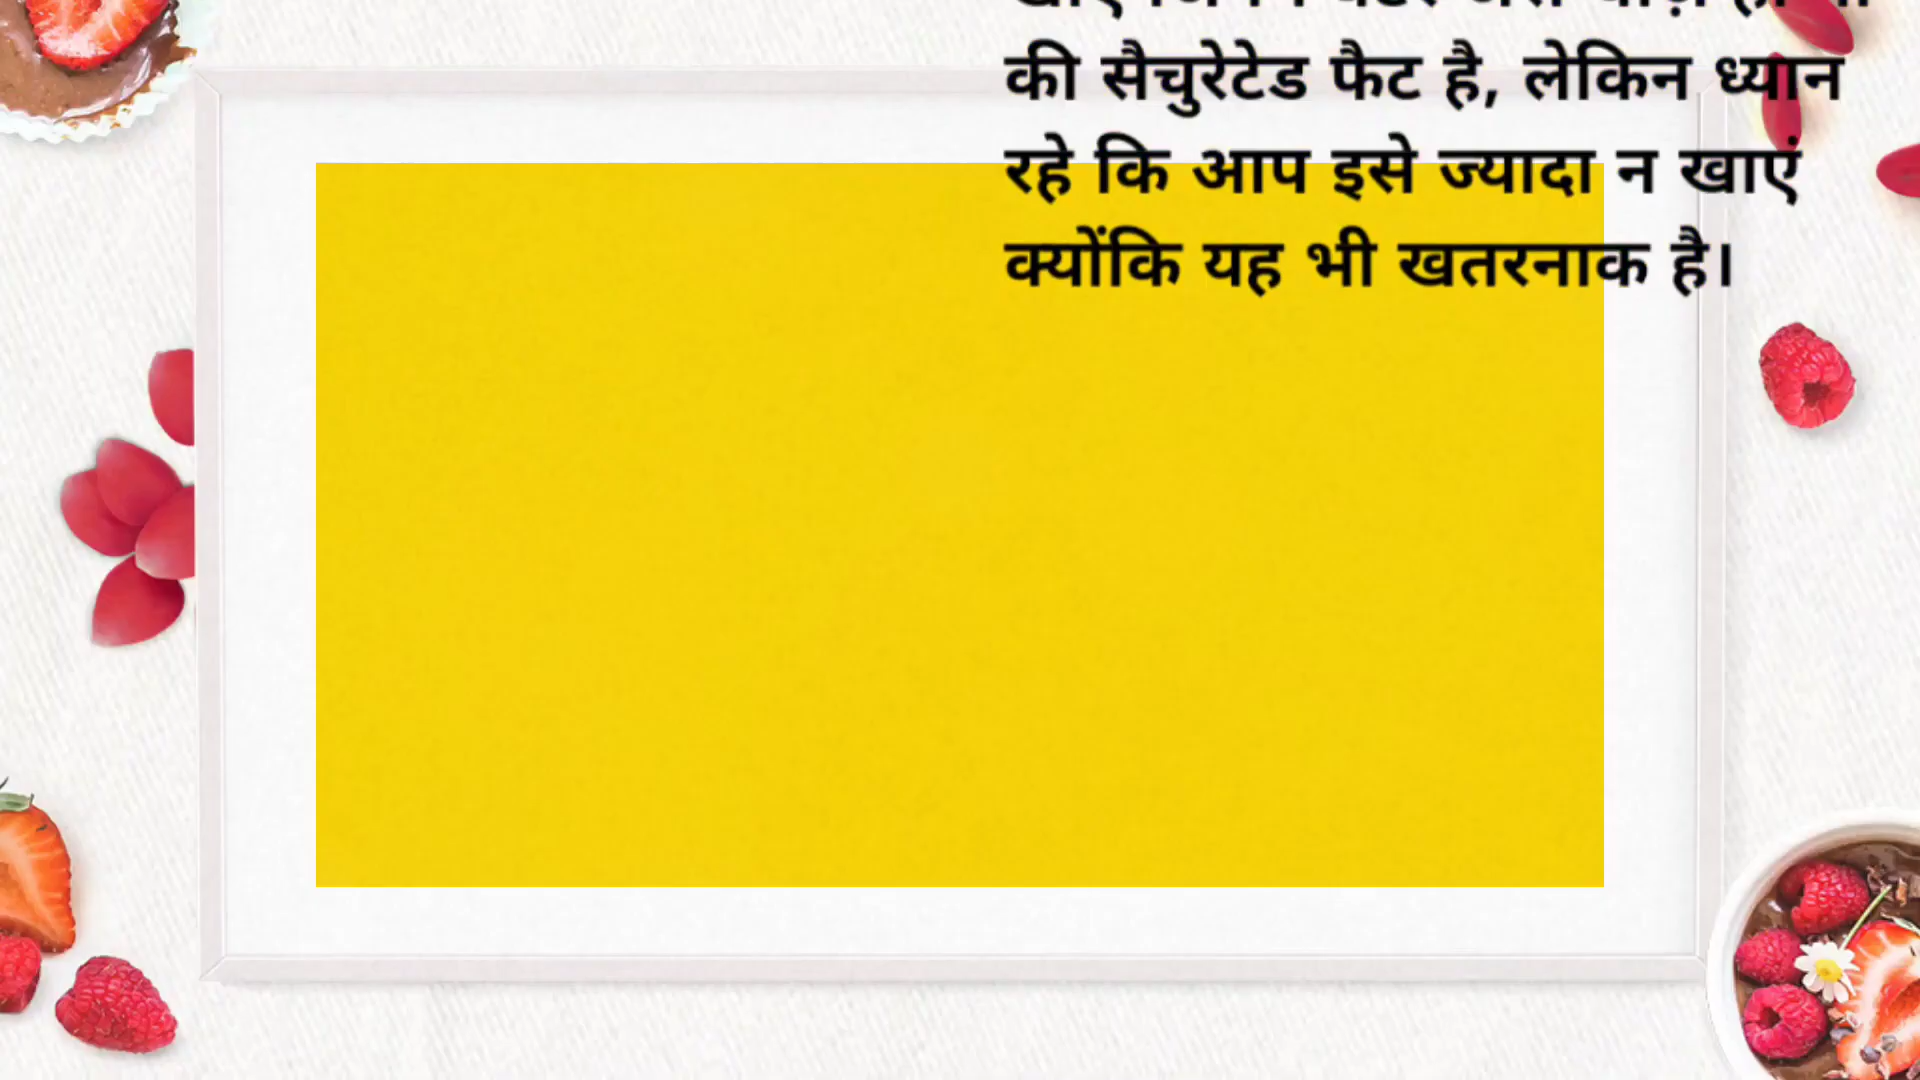 की सैचुरेटेड फैट है, लेकिन ध्यान
रहे कि आप इसे ज्यादा न खाएं
क्योंकि यह भी खतरनाक है।